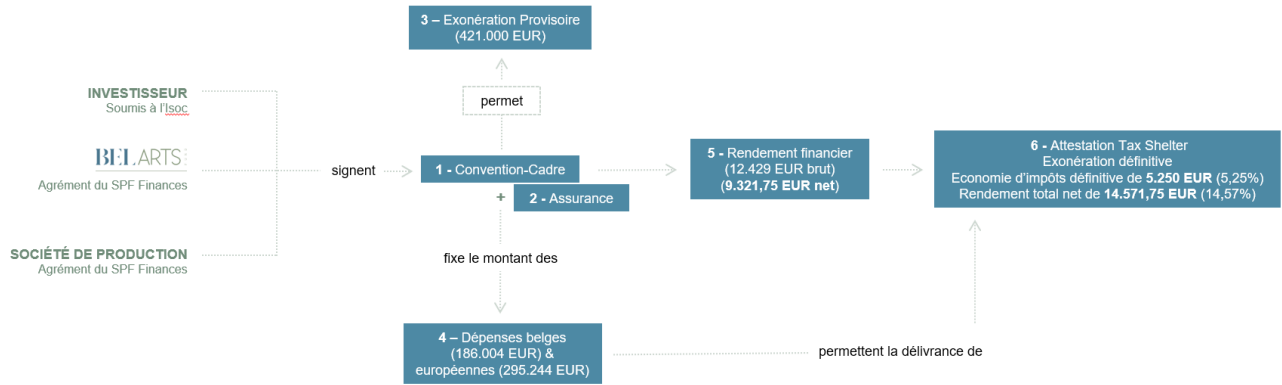 3 – Exonération Provisoire
(421.000 EUR)
permet
INVESTISSEUR
Soumis à l'Isoc
BELARTS
Agrément du SPF Finances
SOCIÉTÉ DE PRODUCTION
Agrément du SPF Finances
signent
1 - Convention-Cadre
+
2 - Assurance
5 - Rendement financier
(12.429 EUR brut)
(9.321,75 EUR net)
6 - Attestation Tax Shelter
Exonération définitive
Economie d'impôts définitive de 5.250 EUR (5,25%)
Rendement total net de 14.571,75 EUR (14,57%)
fixe le montant des
4 – Dépenses belges
(186.004 EUR) &
européennes (295.244 EUR)
permettent la délivrance de